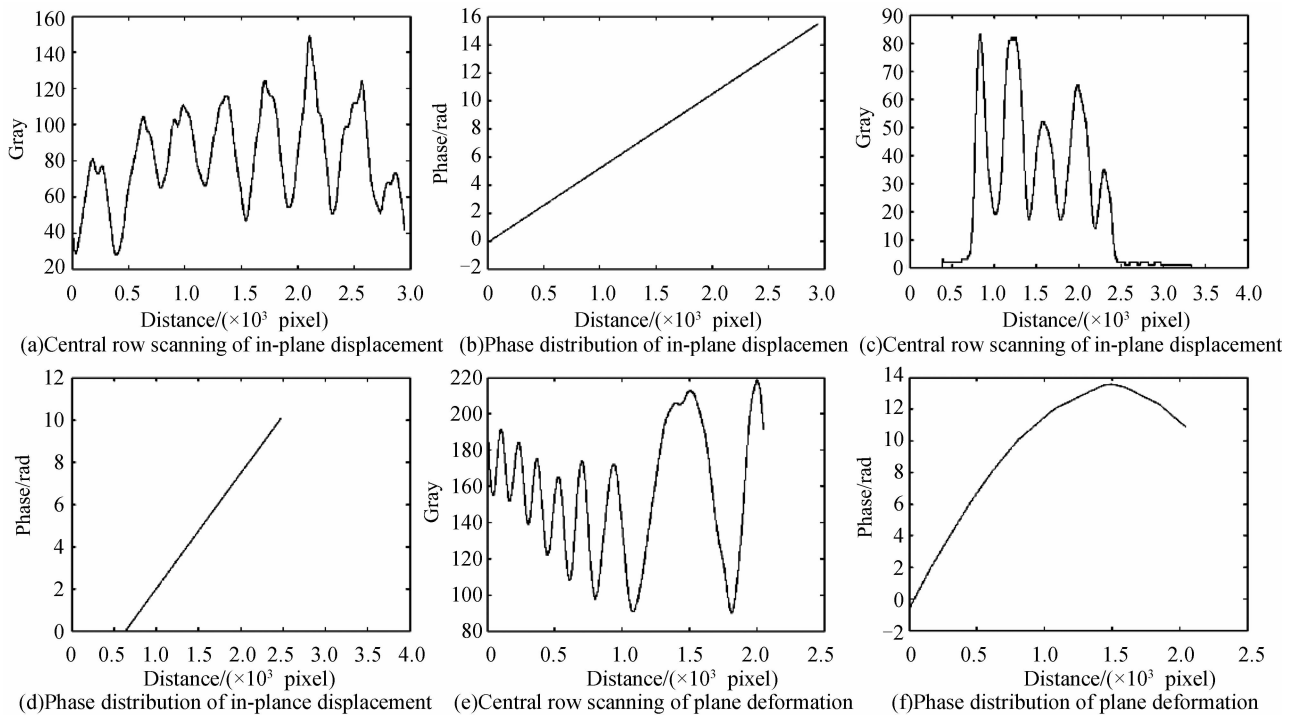 160
140
120
100
80
60
40
20
Gray
0 0.5 1.0 1.5 2.0 2.5 3.0
Distance/(×10³ pixel)
(a)Central row scanning of in-plane displacement
16
14
12
10
8
6
4
2
0
−2
Phase/rad
0 0.5 1.0 1.5 2.0 2.5 3.0
Distance/(×10³ pixel)
(b)Phase distribution of in-plane displacemen
90
80
70
60
50
40
30
20
10
0
Gray
0 0.5 1.0 1.5 2.0 2.5 3.0 4.0
Distance/(×10³ pixel)
(c)Central row scanning of in-plane displacement
12
10
8
6
4
2
0
Phase/rad
0 0.5 1.0 1.5 2.0 2.5 3.0 4.0
Distance/(×10³ pixel)
(d)Phase distribution of in-plance displacement
220
200
180
160
140
120
100
80
Gray
0 0.5 1.0 1.5 2.0 2.5
Distance/(×10³ pixel)
(e)Central row scanning of plane deformation
14
12
10
8
6
4
2
0
−2
Phase/rad
0 0.5 1.0 1.5 2.0 2.5
Distance/(×10³ pixel)
(f)Phase distribution of plane deformation